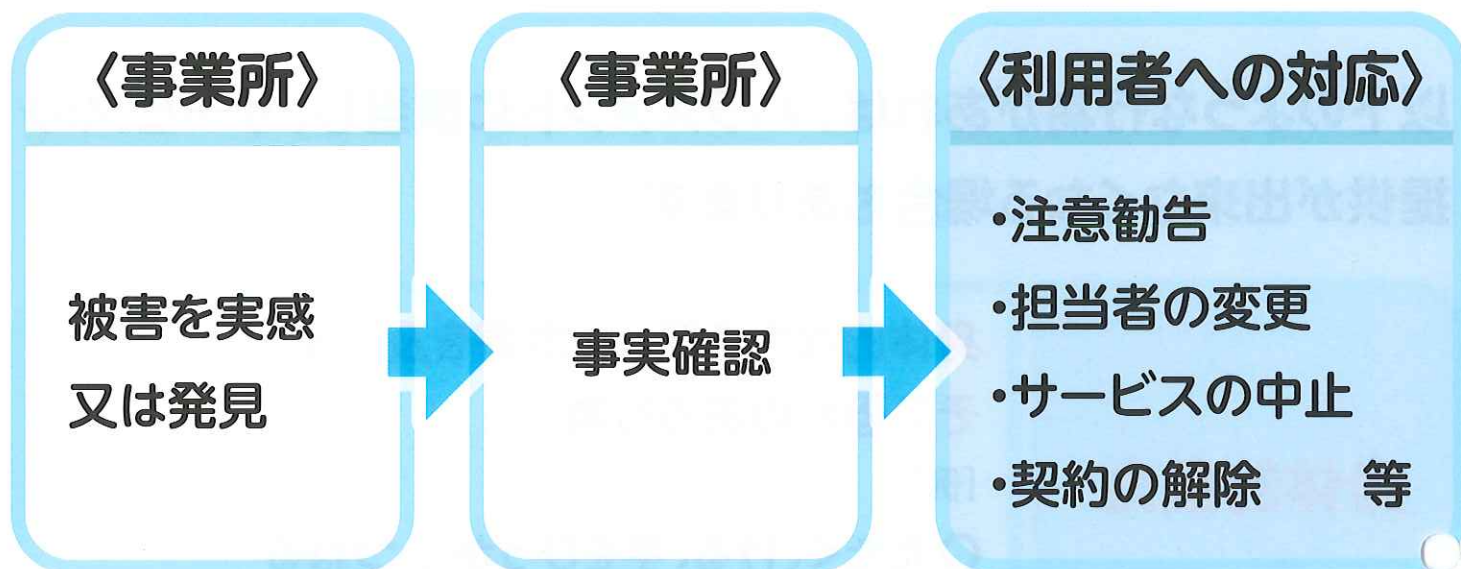 〈事業所〉
被害を実感
又は発見
〈事業所〉
事実確認
〈利用者への対応〉
・注意勧告
・担当者の変更
・サービスの中止
・契約の解除　等